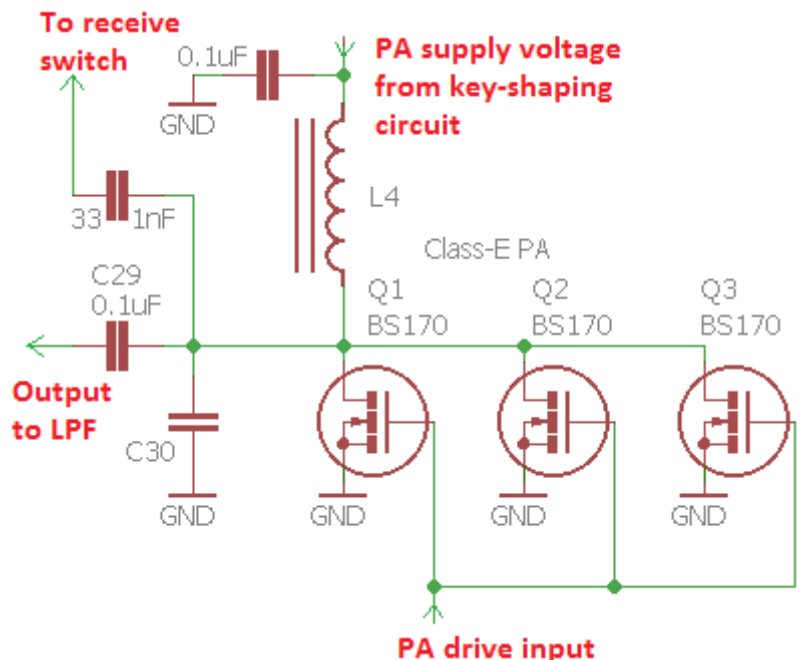 To receive
switch
0.1uF
PA supply voltage
from key-shaping
circuit
GND
33
1nF
L4
Class-E PA
C29
0.1uF
Q1
BS170
Q2
BS170
Q3
BS170
Output
to LPF
C30
GND
GND
GND
GND
PA drive input